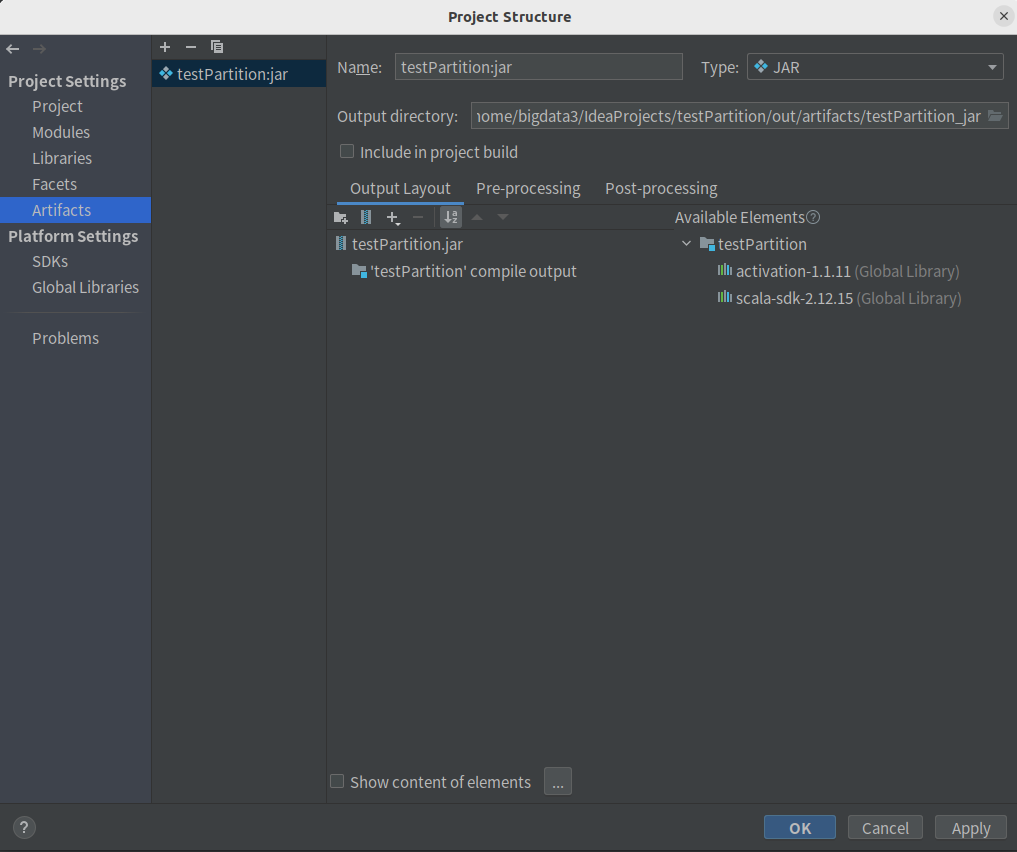 Project Structure
Project Settings
Project
Modules
Libraries
Facets
Artifacts
Platform Settings
SDKs
Global Libraries
Problems
testPartition:jar
Name: testPartition:jar Type: JAR
Output directory: home/bigdata3/IdeaProjects/testPartition/out/artifacts/testPartition_jar
Include in project build
Output Layout Pre-processing Post-processing
Available Elements ?
testPartition.jar
'testPartition' compile output
testPartition
activation-1.1.11 (Global Library)
scala-sdk-2.12.15 (Global Library)
Show content of elements ...
? OK Cancel Apply